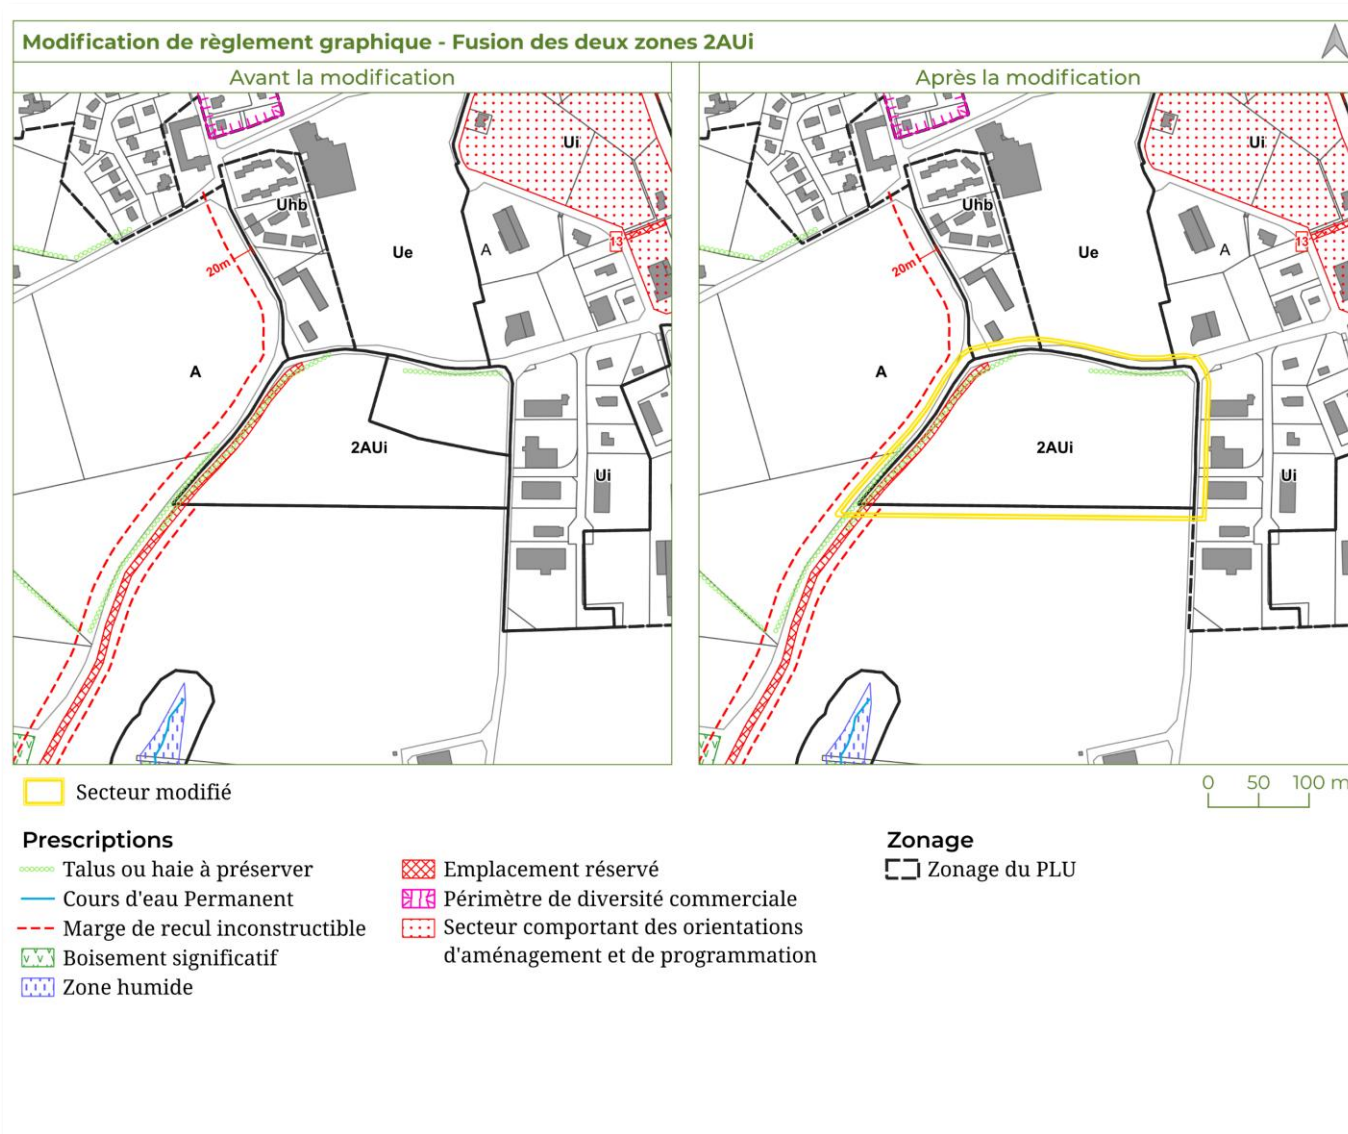 Modification de règlement graphique - Fusion des deux zones 2AUi
Avant la modification
Uhb
Ue
A
Ui
13
20m
A
2AUi
Ui
Après la modification
Uhb
Ue
A
Ui
13
20m
A
2AUi
Ui
Secteur modifié
0 50 100 m
Prescriptions
Talus ou haie à préserver
Cours d'eau Permanent
Marge de recul inconstructible
Boisement significatif
Zone humide
Emplacement réservé
Périmètre de diversité commerciale
Secteur comportant des orientations
d'aménagement et de programmation
Zonage
Zonage du PLU